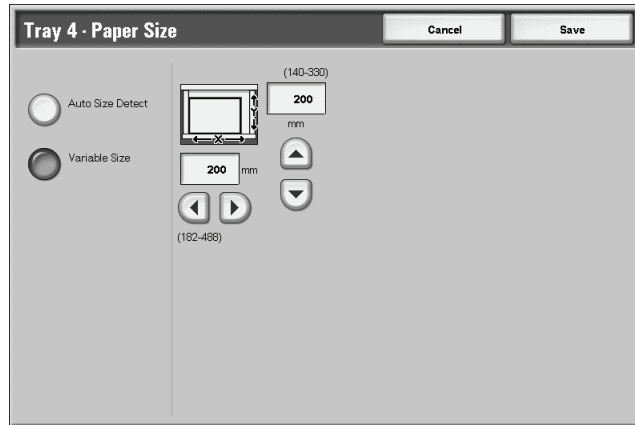 Tray 4 - Paper Size
Cancel
Save
Auto Size Detect
Variable Size
(140-330)
200
mm
Y
X
200 mm
(182-488)